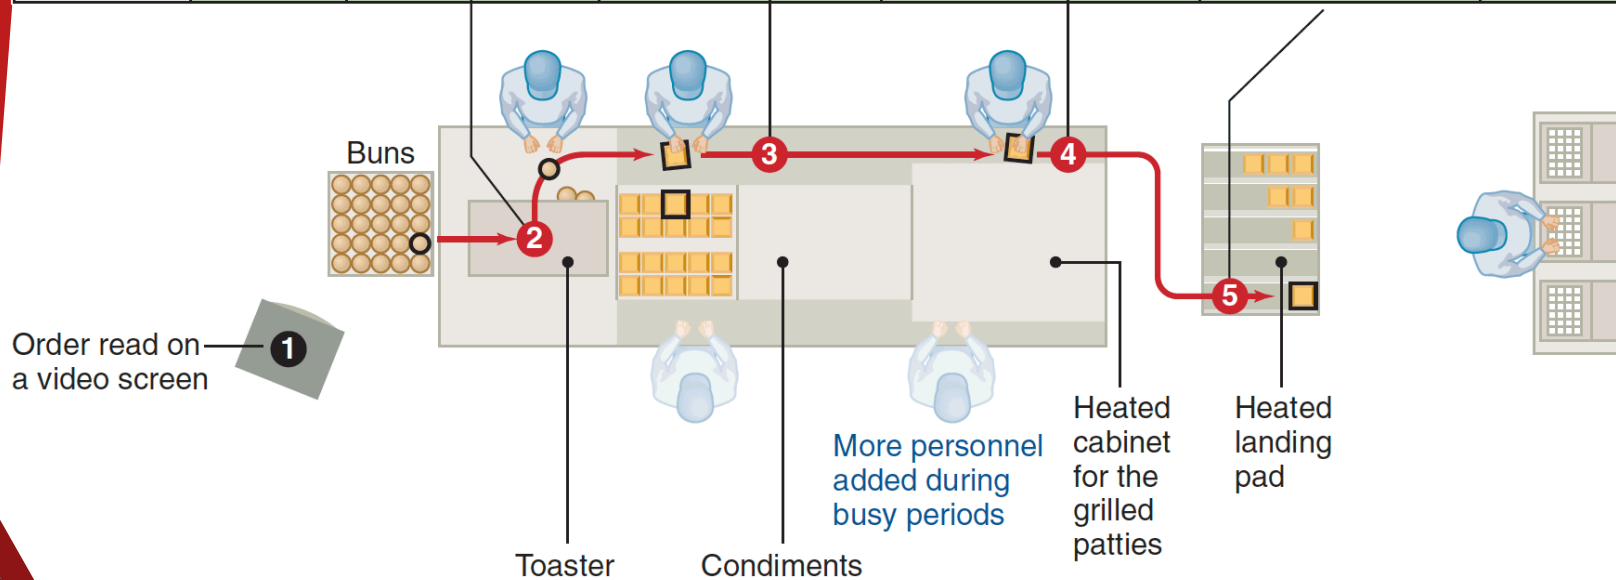 Buns
2
3
4
5
Order read on
a video screen
1
More personnel
added during
busy periods
Heated
cabinet
for the
grilled
patties
Heated
landing
pad
Toaster
Condiments